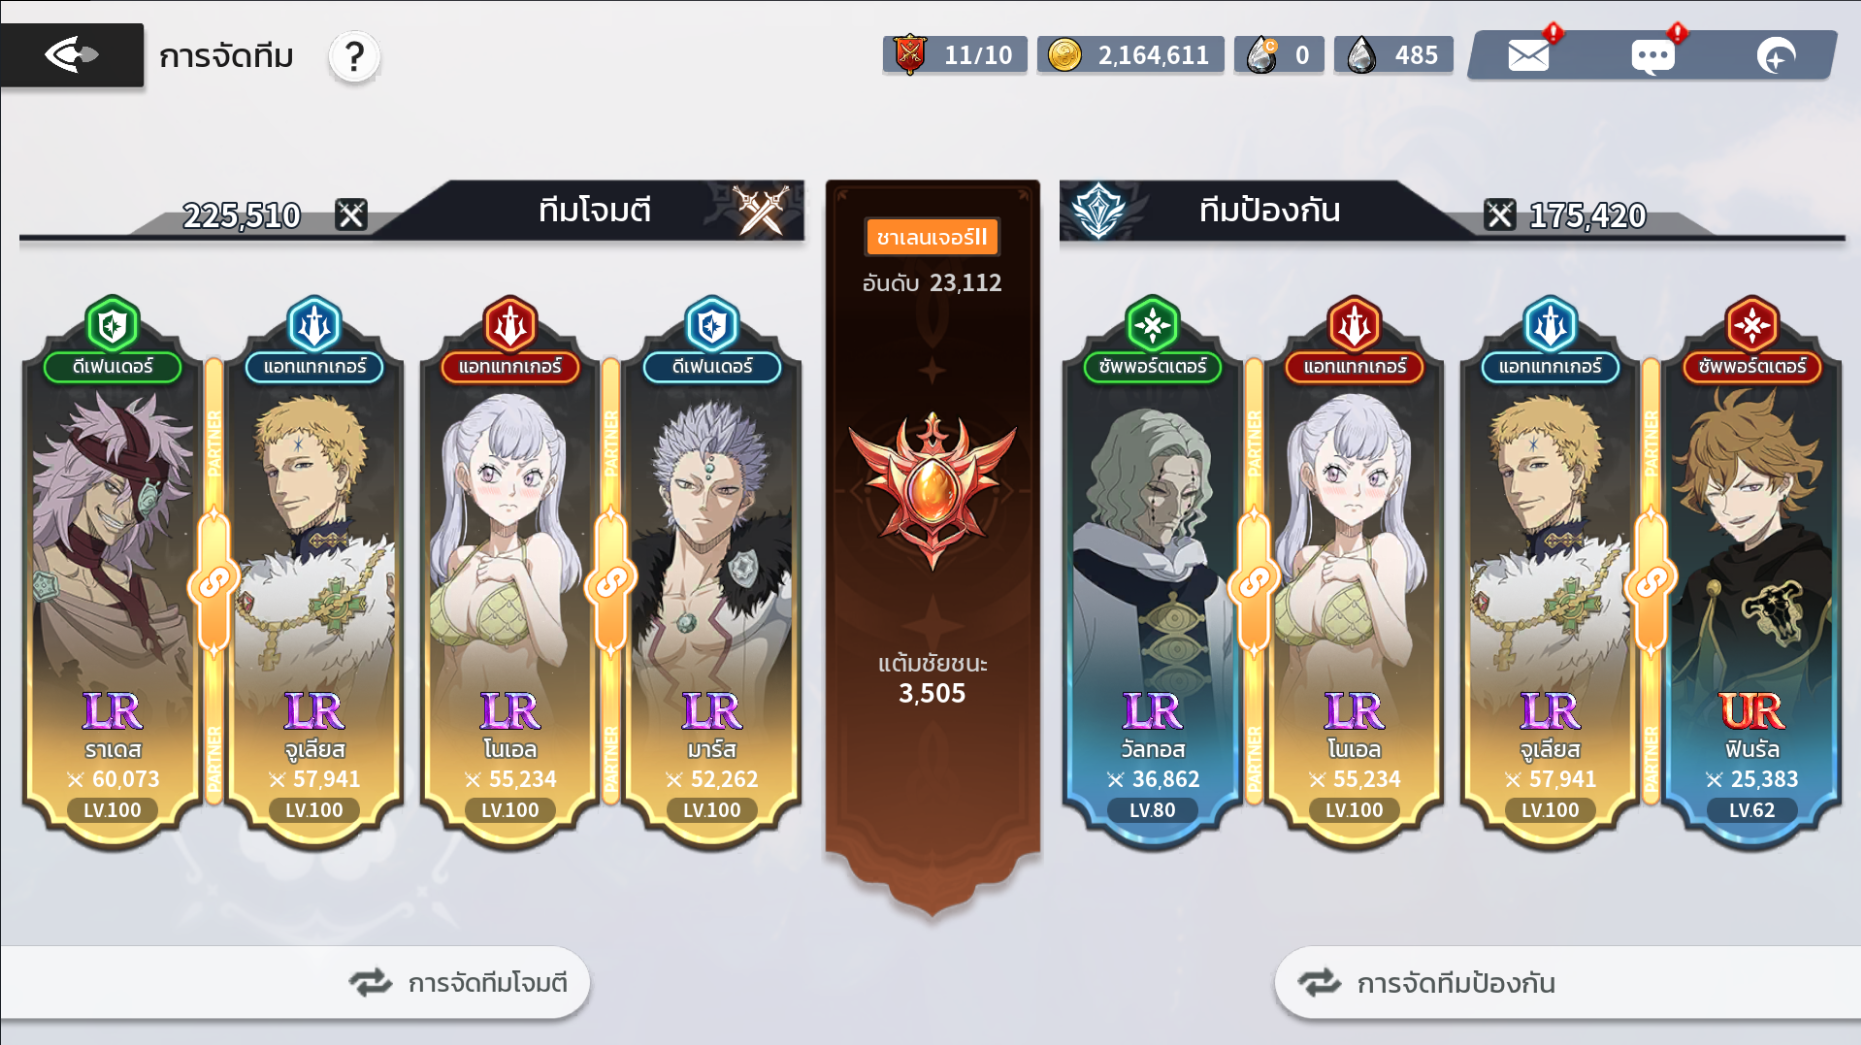 การจัดทีม
?
11/10
2,164,611
0
485
225,510
ทีมโจมตี
ชาเลนเจอร์II
อันดับ 23,112
แต้มชัยชนะ
3,505
ทีมป้องกัน
175,420
ดีเฟนเดอร์
LR
ราเดส
60,073
LV.100
PARTNER
PARTNER
แอทแทกเกอร์
LR
จูเลียส
57,941
LV.100
แอทแทกเกอร์
LR
โนเอล
55,234
LV.100
PARTNER
PARTNER
ดีเฟนเดอร์
LR
มาร์ส
52,262
LV.100
ซัพพอร์ตเตอร์
LR
วัลทอส
36,862
LV.80
PARTNER
PARTNER
แอทแทกเกอร์
LR
โนเอล
55,234
LV.100
แอทแทกเกอร์
LR
จูเลียส
57,941
LV.100
PARTNER
PARTNER
ซัพพอร์ตเตอร์
UR
ฟินรัล
25,383
LV.62
การจัดทีมโจมตี
การจัดทีมป้องกัน